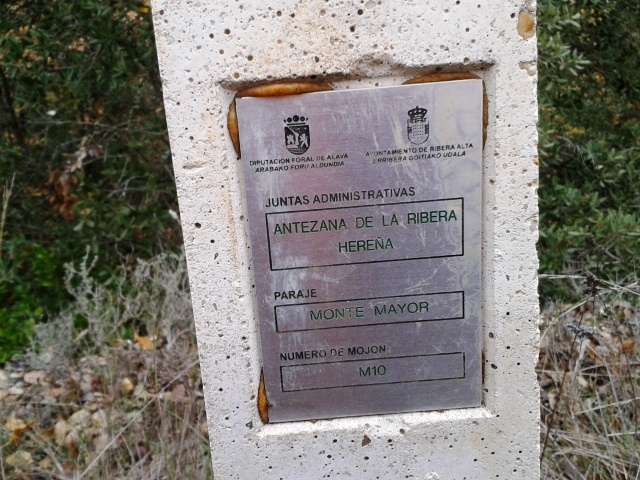 DIPUTACIÓN FORAL DE ALAVA
ARABAKO FORU ALDUNDIA
AYUNTAMIENTO DE RIBERA ALTA
ERRIBERA GOITIAKO UDALA
JUNTAS ADMINISTRATIVAS
ANTEZANA DE LA RIBERA
HEREÑA
PARAJE
MONTE MAYOR
NUMERO DE MOJON
M10